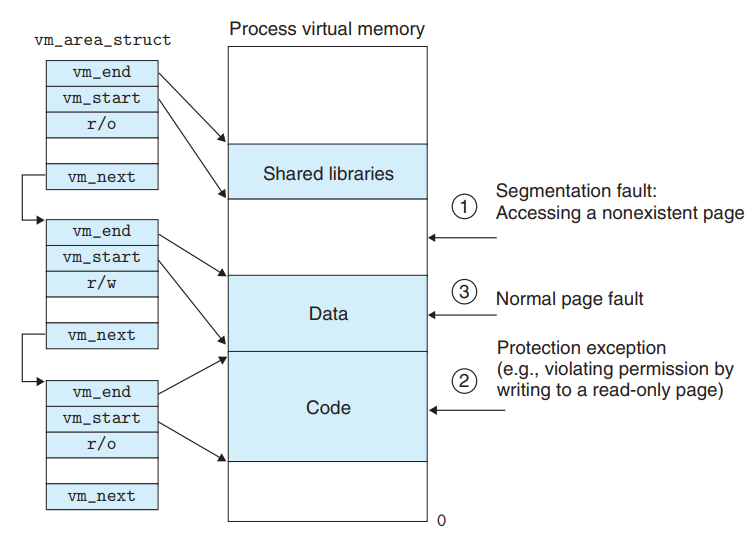 Process virtual memory
vm_area_struct
vm_end
vm_start
r/o
vm_next
vm_end
vm_start
r/w
vm_next
vm_end
vm_start
r/o
vm_next
Shared libraries
Data
Code
0
1
Segmentation fault:
Accessing a nonexistent page
3
Normal page fault
2
Protection exception
(e.g., violating permission by
writing to a read-only page)